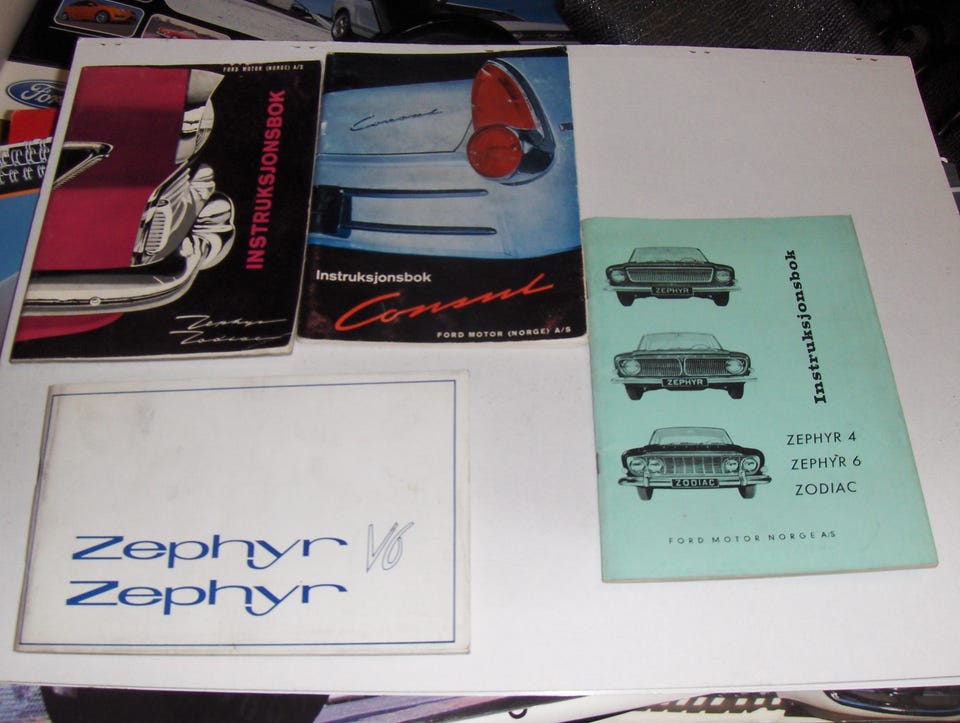 Ford
FORD MOTOR (NORGE) A/S
INSTRUKSJONSBOK
Zephyr
Zodiac
Consul
Instruksjonsbok
Consul
FORD MOTOR (NORGE) A/S
ZEPHYR
ZEPHYR
ZODIAC
Instruksjonsbok
ZEPHYR 4
ZEPHYR 6
ZODIAC
FORD MOTOR NORGE A/S
Zephyr V6
Zephyr